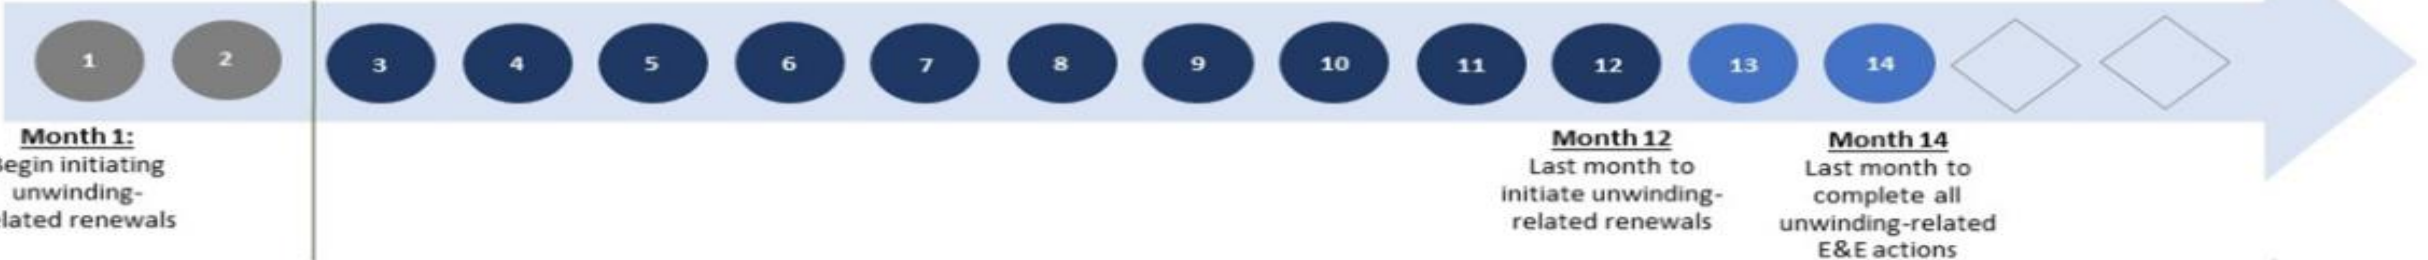 1 2 3 4 5 6 7 8 9 10 11 12 13 14
Month 1:
egin initiating
unwinding-
lated renewals
Month 12
Last month to
initiate unwinding-
related renewals
Month 14
Last month to
complete all
unwinding-related
E&E actions